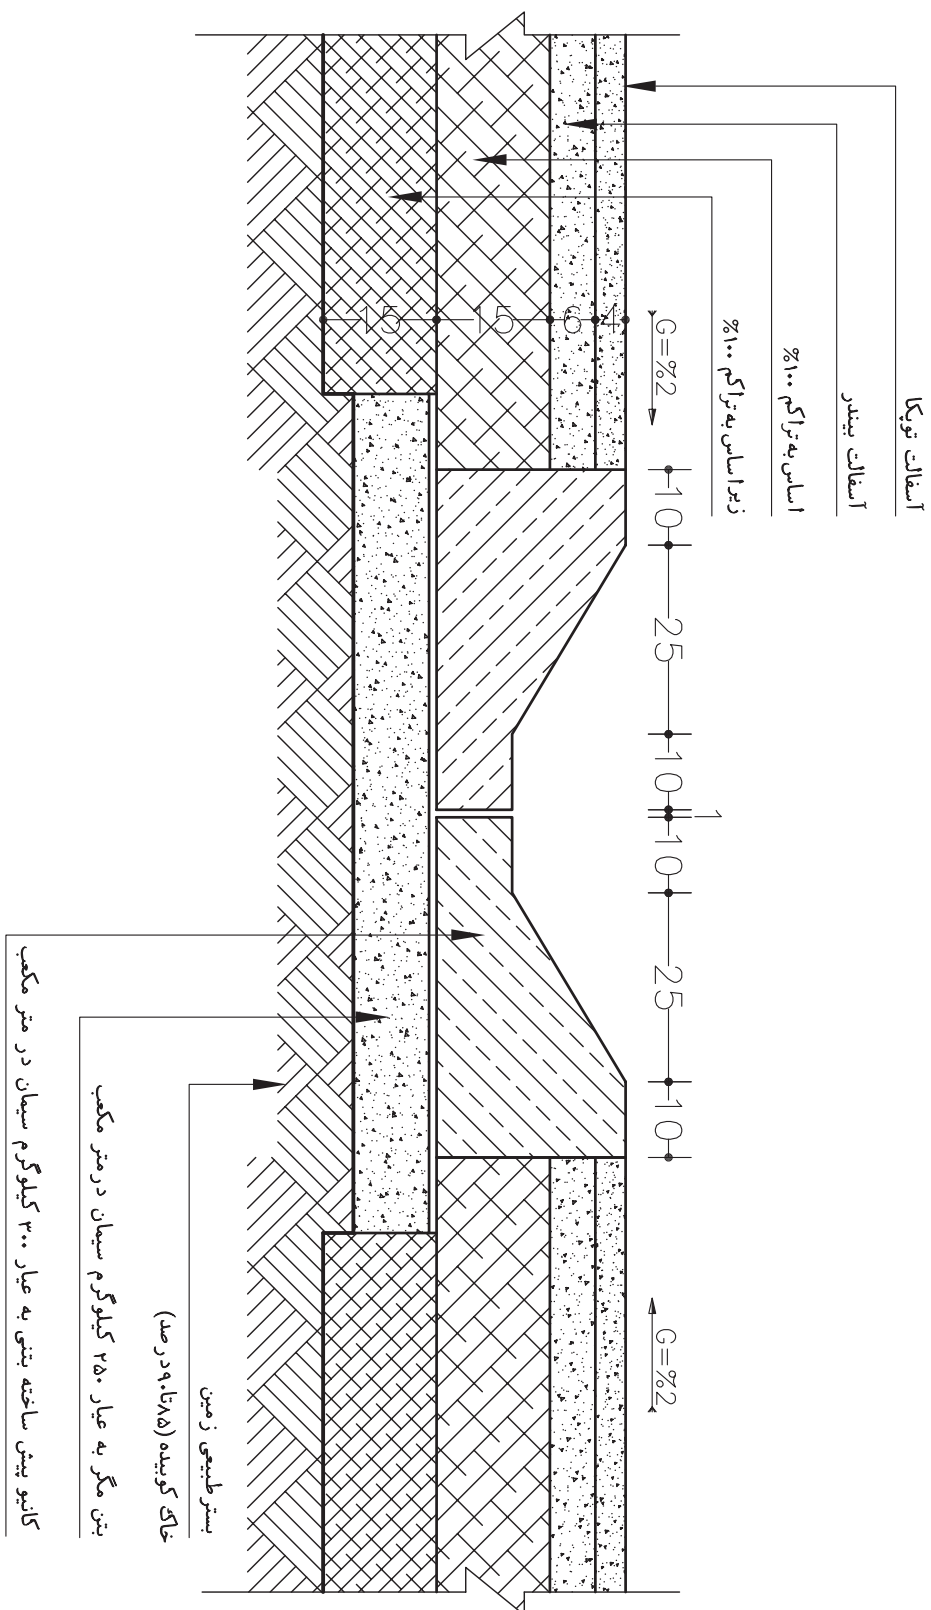 آسفالت توپکا
آسفالت بیندر
اساس به تراکم ۱۰۰%
زیر اساس به تراکم ۱۰۰%
G=%2
G=%2
10
25
10
1
10
25
10
4
6
15
15
بستر طبیعی زمین
خاک کوبیده (۸۵تا۹۰درصد)
بتن مگر به عیار ۲۵۰ کیلوگرم سیمان درمتر مکعب
کانیو پیش ساخته بتنی به عیار ۳۰۰ کیلوگرم سیمان در متر مکعب